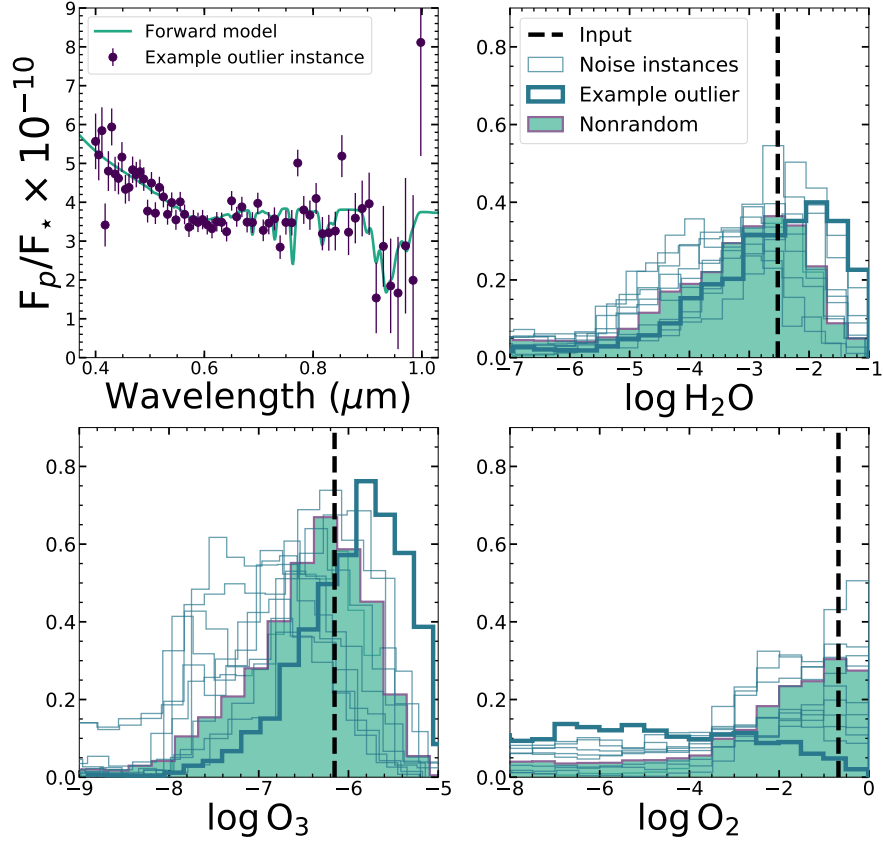 Forward model
Example outlier instance
F_p/F_⋆ × 10^−10
9
8
7
6
5
4
3
2
1
0
0.4 0.6 0.8 1.0
Wavelength (μm)
Input
Noise instances
Example outlier
Nonrandom
0.8
0.6
0.4
0.2
0.0
−7 −6 −5 −4 −3 −2 −1
log H₂O
0.8
0.6
0.4
0.2
0.0
−9 −8 −7 −6 −5
log O₃
0.8
0.6
0.4
0.2
0.0
−8 −6 −4 −2 0
log O₂